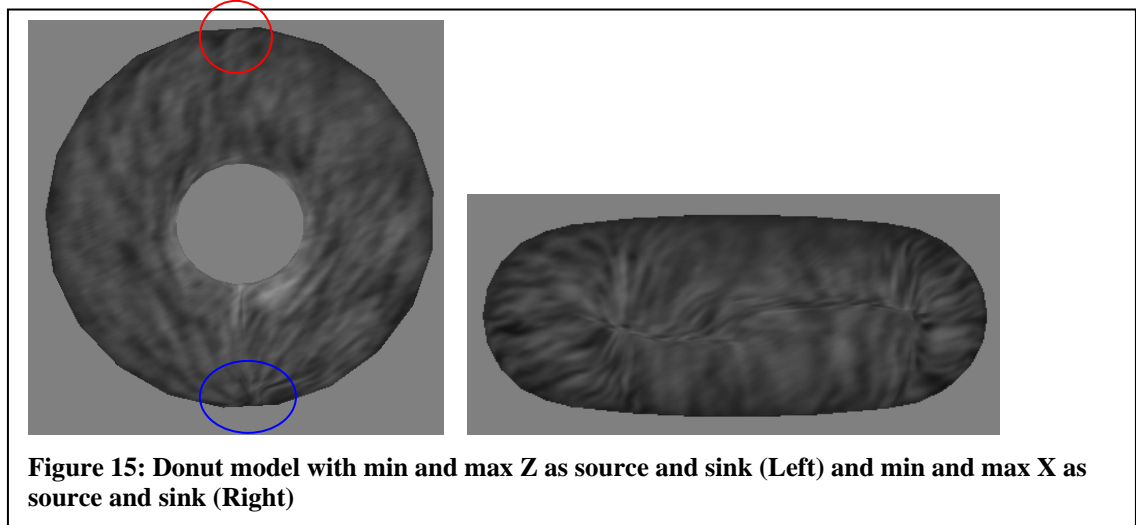 Figure 15: Donut model with min and max Z as source and sink (Left) and min and max X as
source and sink (Right)